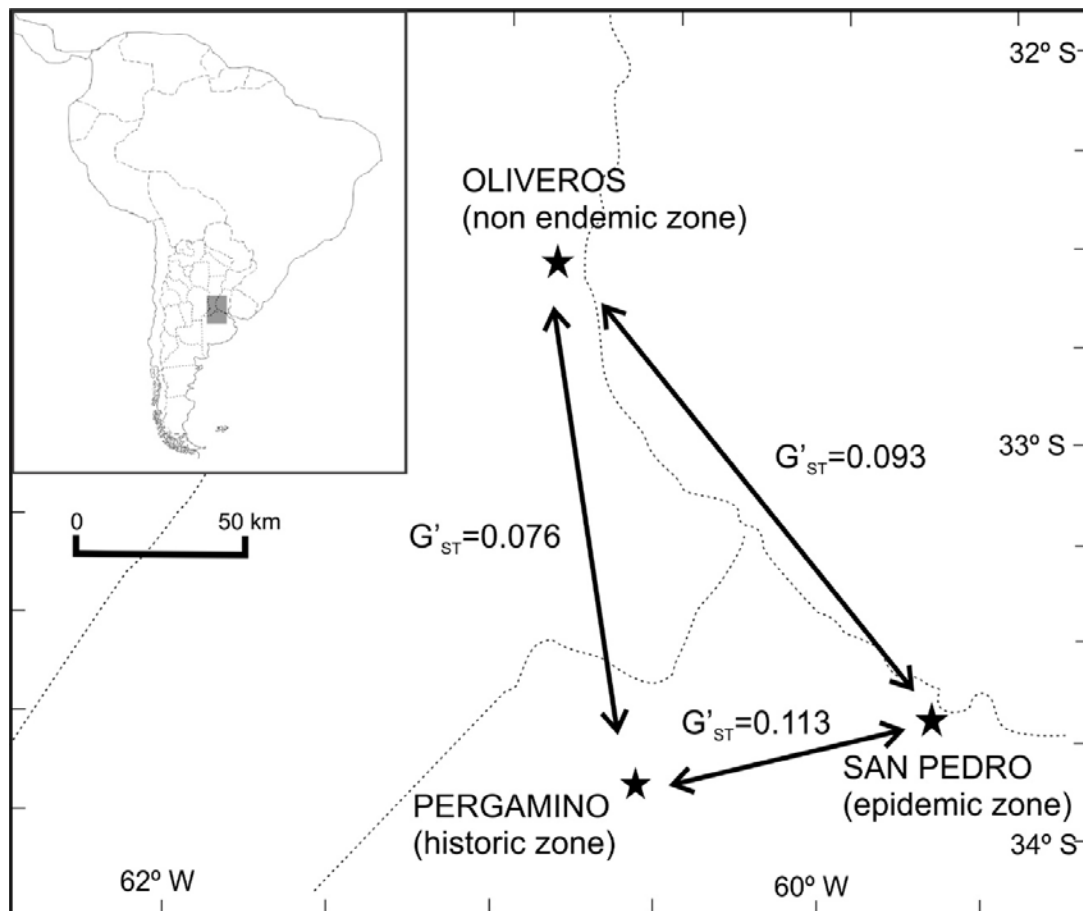 32º S
OLIVEROS
(non endemic zone)
33º S
G'ST=0.093
0 50 km
G'ST=0.076
G'ST=0.113
SAN PEDRO
(epidemic zone)
PERGAMINO
(historic zone)
34º S
62º W
60º W